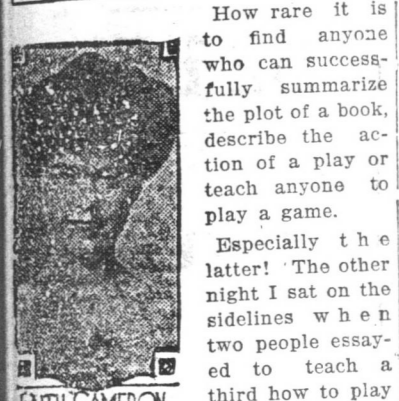 How rare it is
to find anyone
who can success-
fully summarize
the plot of a book,
describe the ac-
tion of a play or
teach anyone to
play a game.
Especially the
latter! The other
night I sat on the
sidelines when
two people essay-
ed to teach a
third how to play
CAMERON